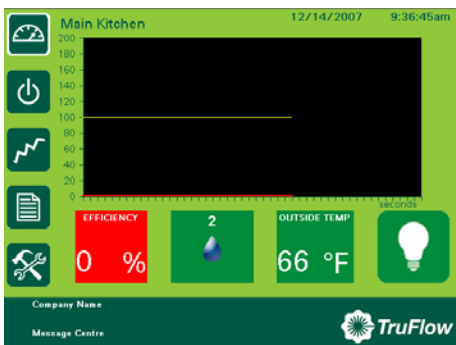 Main Kitchen 12/14/2007 9:36:45am
200
180
160
140
120
100
80
60
40
20
0
seconds
EFFICIENCY
0 %
2
OUTSIDE TEMP
66 °F
Company Name
Message Centre
TruFlow